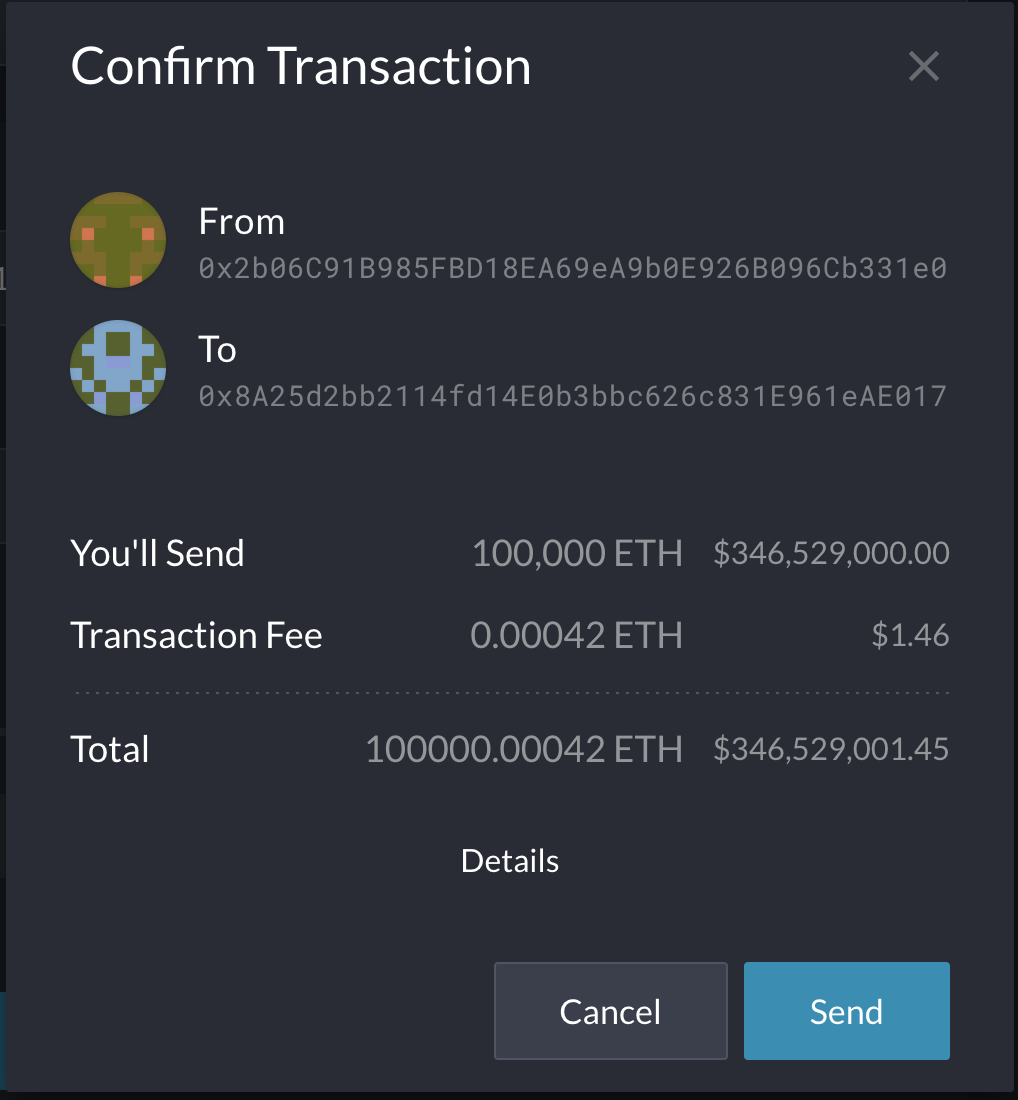 Confirm Transaction
From
0x2b06C91B985FBD18EA69eA9b0E926B096Cb331e0
To
0x8A25d2bb2114fd14E0b3bbc626c831E961eAE017
You'll Send 100,000 ETH $346,529,000.00
Transaction Fee 0.00042 ETH $1.46
Total 100000.00042 ETH $346,529,001.45
Details
Cancel Send